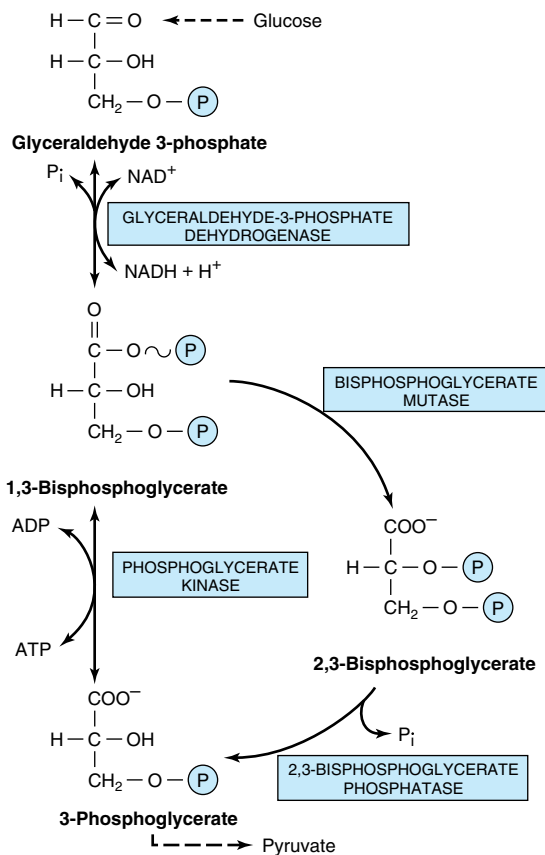 H — C = O
Glucose
H — C — OH
CH₂ — O — P
Glyceraldehyde 3-phosphate
Pᵢ
NAD⁺
GLYCERALDEHYDE-3-PHOSPHATE
DEHYDROGENASE
NADH + H⁺
O
C — O ~ P
H — C — OH
CH₂ — O — P
BISPHOSPHOGLYCERATE
MUTASE
1,3-Bisphosphoglycerate
ADP
PHOSPHOGLYCERATE
KINASE
ATP
COO⁻
H — C — O — P
CH₂ — O — P
2,3-Bisphosphoglycerate
COO⁻
H — C — OH
CH₂ — O — P
Pᵢ
2,3-BISPHOSPHOGLYCERATE
PHOSPHATASE
3-Phosphoglycerate
Pyruvate